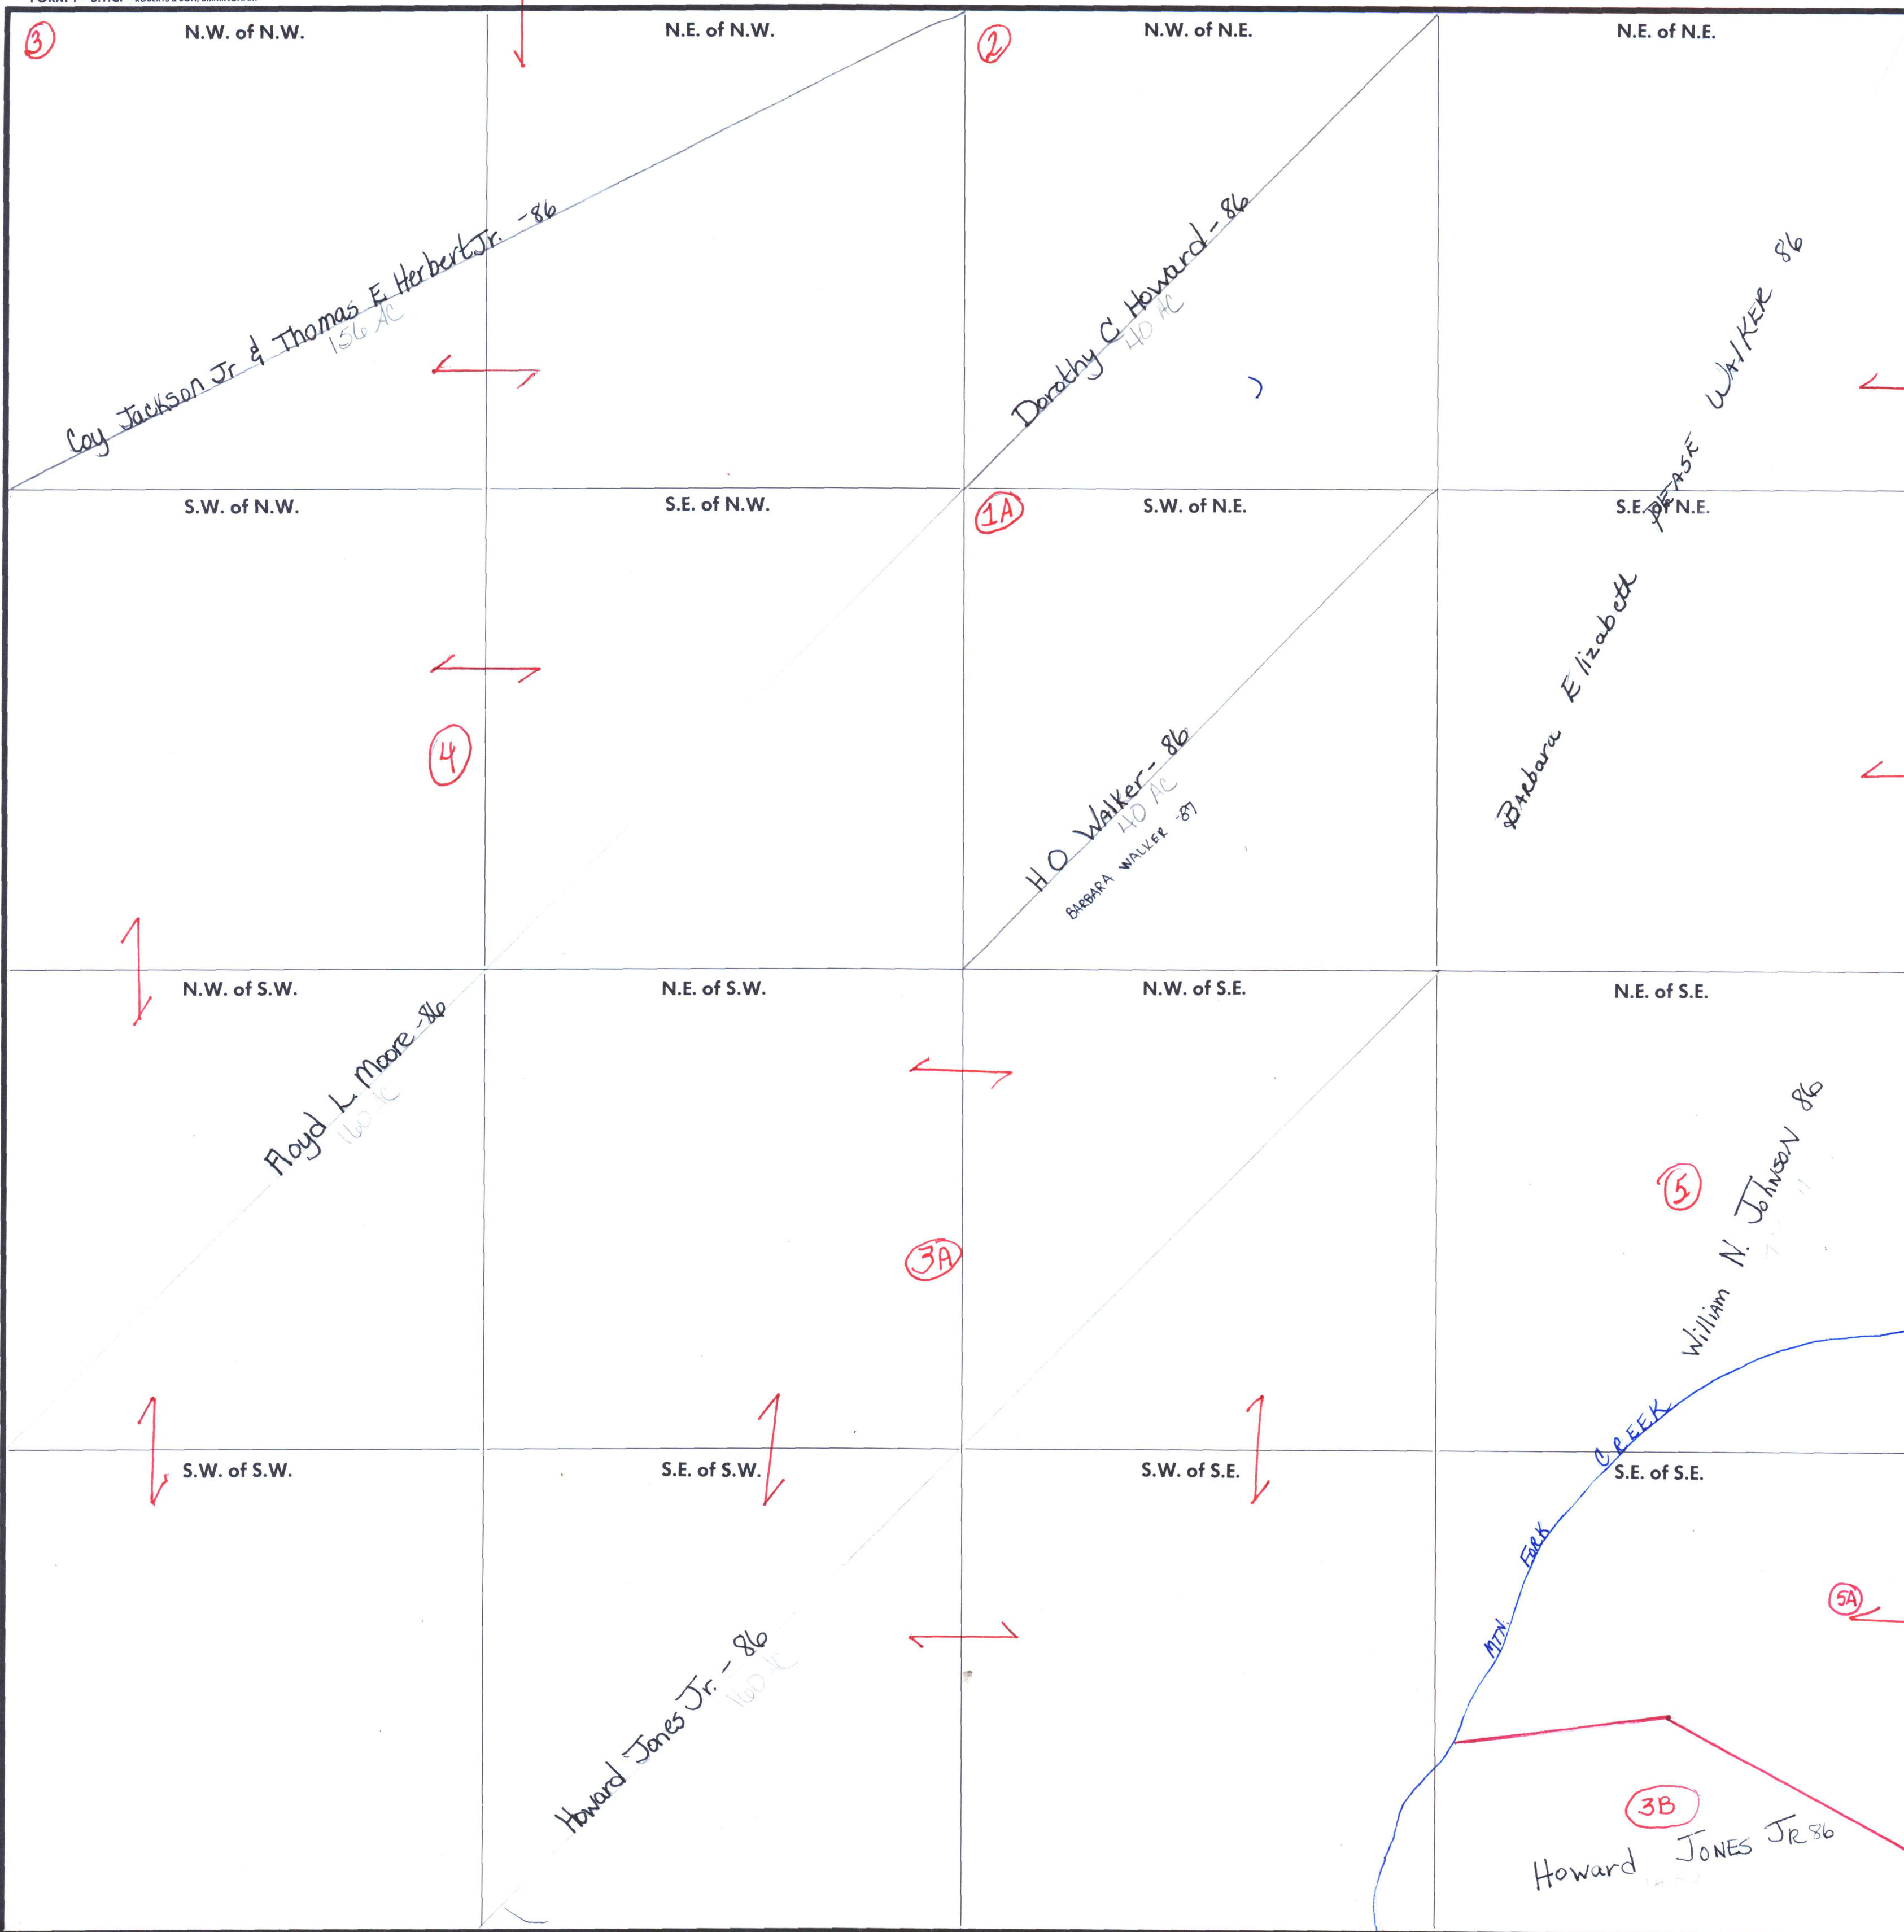 3
N.W. of N.W.
N.E. of N.W.
2
N.W. of N.E.
N.E. of N.E.
Coy Jackson Jr & Thomas E. Herbert Jr. -86
156 AC
Dorothy C. Howard - 86
40 AC
Barbara Elizabeth PEASE WALKER 86
S.W. of N.W.
S.E. of N.W.
1A
S.W. of N.E.
S.E. of N.E.
4
H O Walker - 86
40 AC
BARBARA WALKER -87
N.W. of S.W.
N.E. of S.W.
N.W. of S.E.
N.E. of S.E.
Floyd L. Moore -86
160 AC
3A
5
William N. Johnson 86
S.W. of S.W.
S.E. of S.W.
S.W. of S.E.
S.E. of S.E.
MTN. FORK CREEK
5A
Howard Jones Jr. - 86
160 AC
3B
Howard JONES JR 86